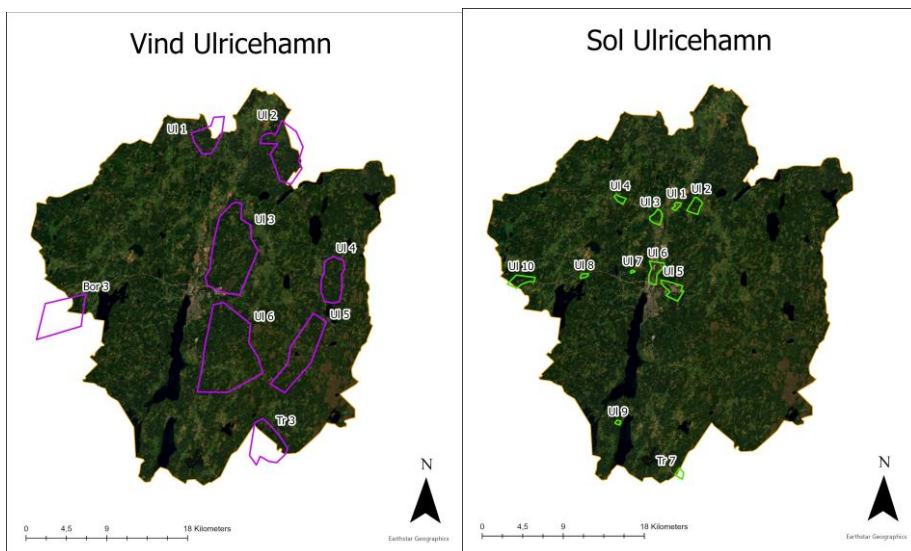 Vind Ulricehamn
Ul 1
Ul 2
Ul 3
Ul 4
Bor 3
Ul 6
Ul 5
Tr 3
N
0 4,5 9 18 Kilometers
Earthstar Geographics
Sol Ulricehamn
Ul 4
Ul 1
Ul 2
Ul 3
Ul 6
Ul 7
Ul 10
Ul 8
Ul 5
Ul 9
Tr 7
N
0 4,5 9 18 Kilometers
Earthstar Geographics